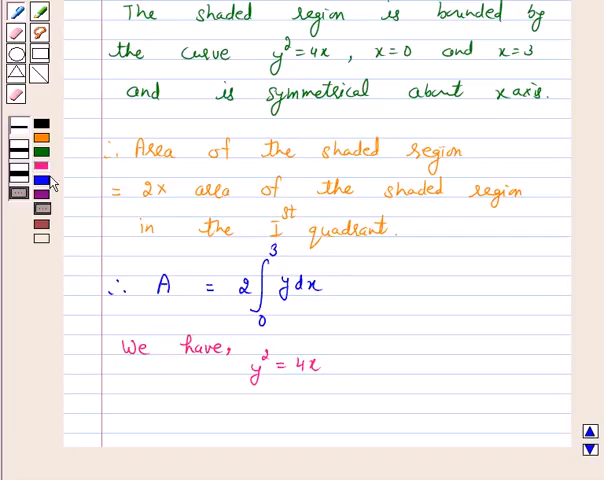 The shaded region is bounded by
the curve y² = 4x, x=0 and x=3
and is symmetrical about x axis.
∴ Area of the shaded region
= 2x area of the shaded region
in the Iˢᵗ quadrant.
∴ A = 2∫₀³ y dx
We have,
y² = 4x